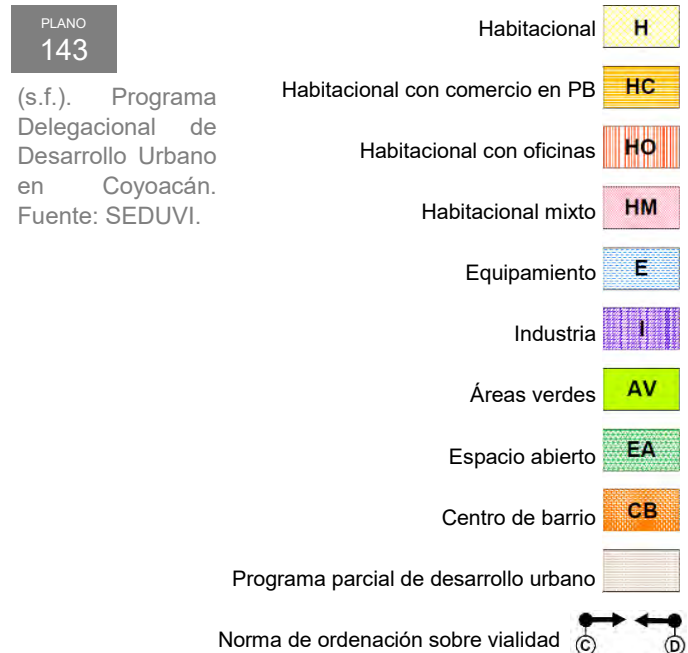 PLANO
143
(s.f.). Programa
Delegacional de
Desarrollo Urbano
en Coyoacán.
Fuente: SEDUVI.
Habitacional H
Habitacional con comercio en PB HC
Habitacional con oficinas HO
Habitacional mixto HM
Equipamiento E
Industria I
Áreas verdes AV
Espacio abierto EA
Centro de barrio CB
Programa parcial de desarrollo urbano
Norma de ordenación sobre vialidad C D